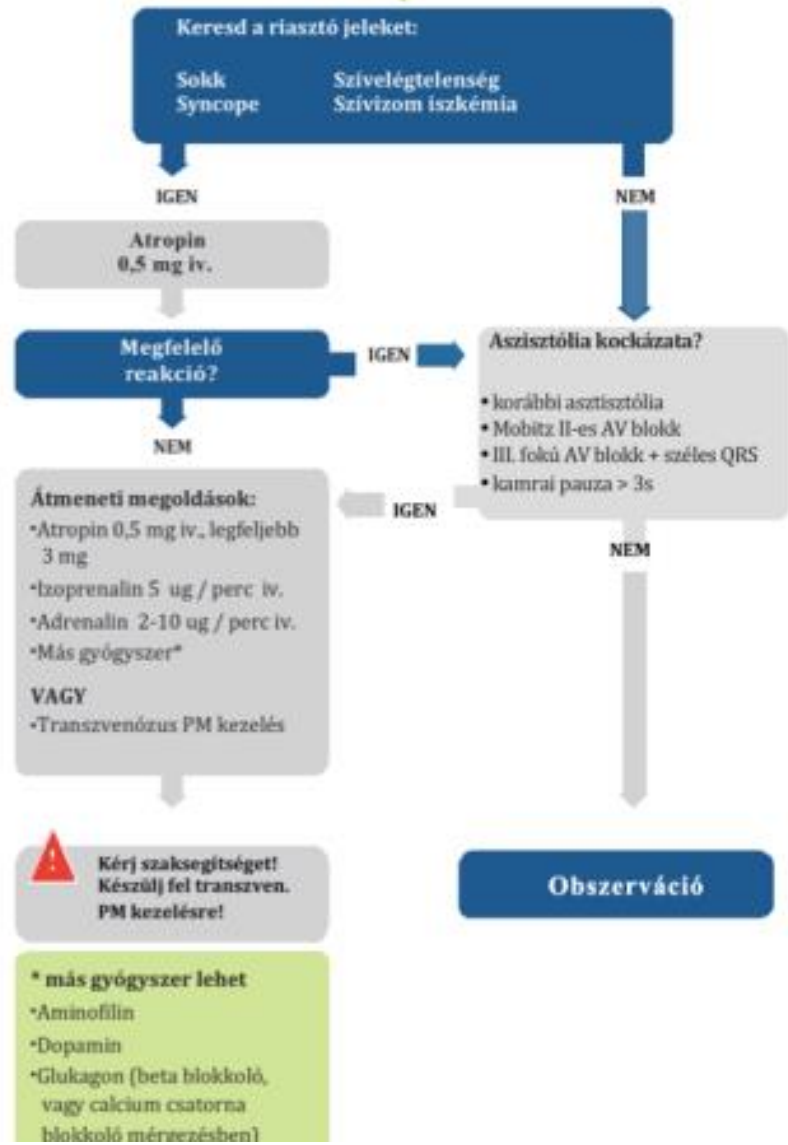 Keresd a riasztó jeleket:
Sokk Szívelégtelenség
Syncope Szívizom iszkémia
IGEN
NEM
Atropin
0,5 mg iv.
Megfelelő
reakció?
IGEN
Aszisztólia kockázata?
• korábbi asztisztólia
• Mobitz II-es AV blokk
• III. fokú AV blokk + széles QRS
• kamrai pauza > 3s
NEM
IGEN
NEM
Átmeneti megoldások:
•Atropin 0,5 mg iv., legfeljebb
3 mg
•Izoprenalin 5 ug / perc iv.
•Adrenalin 2-10 ug / perc iv.
•Más gyógyszer*
VAGY
•Transzvenózus PM kezelés
Kérj szaksegítséget!
Készülj fel transzven.
PM kezelésre!
Obszerváció
* más gyógyszer lehet
•Aminofilin
•Dopamin
•Glukagon (beta blokkoló,
vagy calcium csatorna
blokkoló mérgezésben)